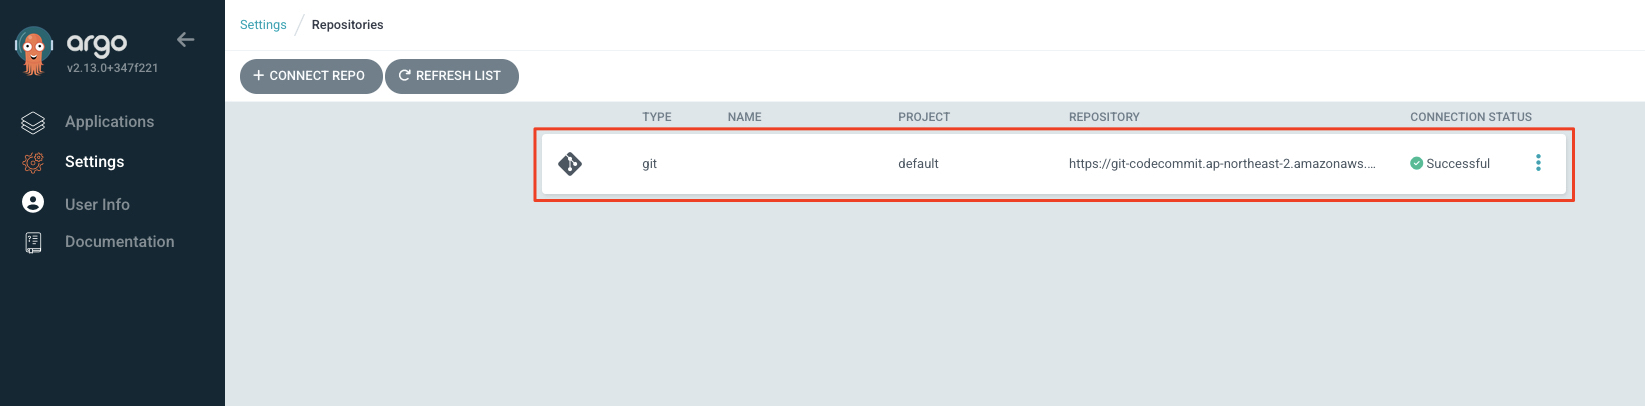 argo
v2.13.0+347f221
Applications
Settings
User Info
Documentation
Settings / Repositories
+ CONNECT REPO REFRESH LIST
TYPE NAME PROJECT REPOSITORY CONNECTION STATUS
git default https://git-codecommit.ap-northeast-2.amazonaws.... Successful